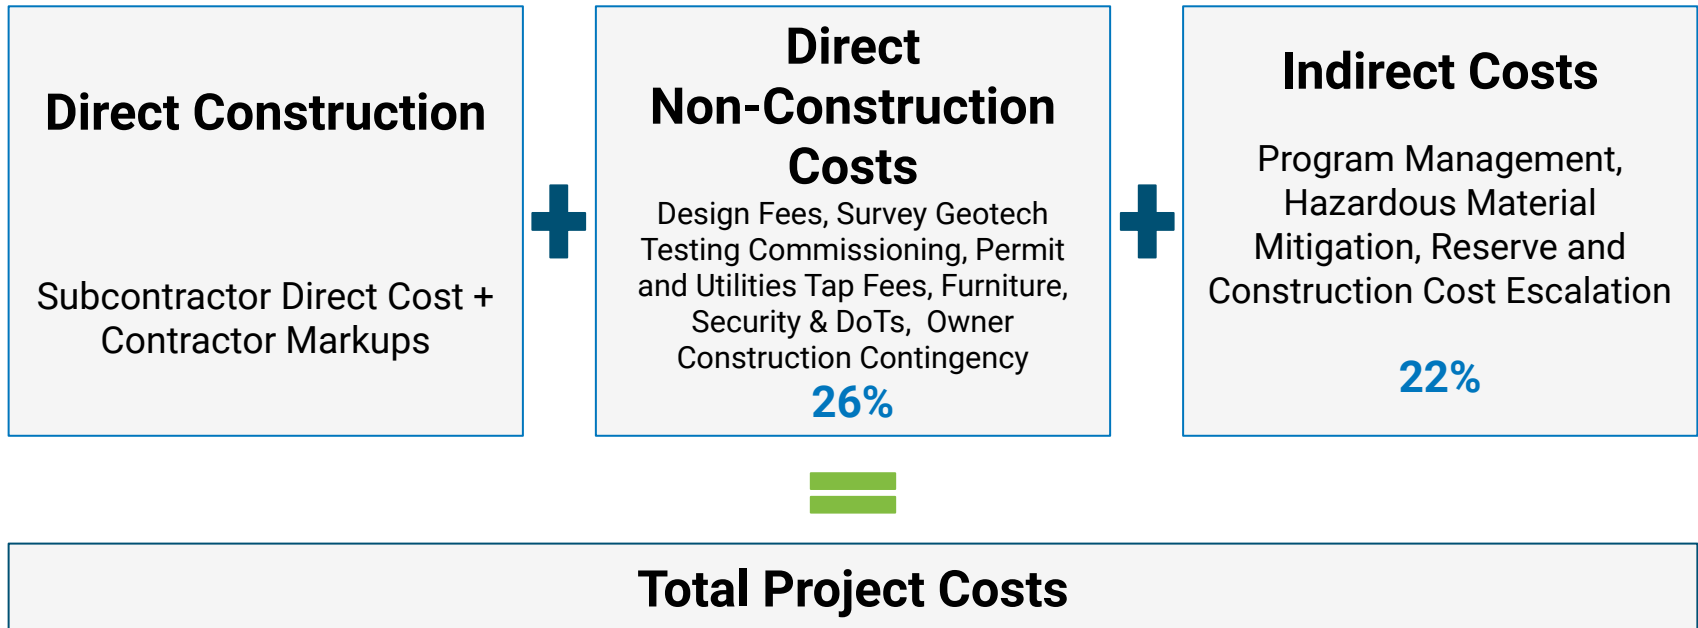 Direct Construction
Subcontractor Direct Cost +
Contractor Markups
Direct
Non-Construction
Costs
Design Fees, Survey Geotech
Testing Commissioning, Permit
and Utilities Tap Fees, Furniture,
Security & DoTs,  Owner
Construction Contingency
26%
Indirect Costs
Program Management,
Hazardous Material
Mitigation, Reserve and
Construction Cost Escalation
22%
Total Project Costs